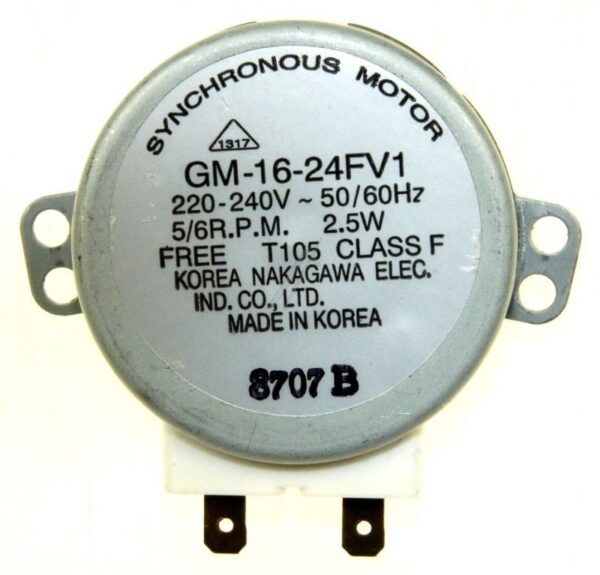 SYNCHRONOUS MOTOR
1317
GM-16-24FV1
220-240V ~ 50/60Hz
5/6R.P.M. 2.5W
FREE T105 CLASS F
KOREA NAKAGAWA ELEC.
IND. CO., LTD.
MADE IN KOREA
8707 B